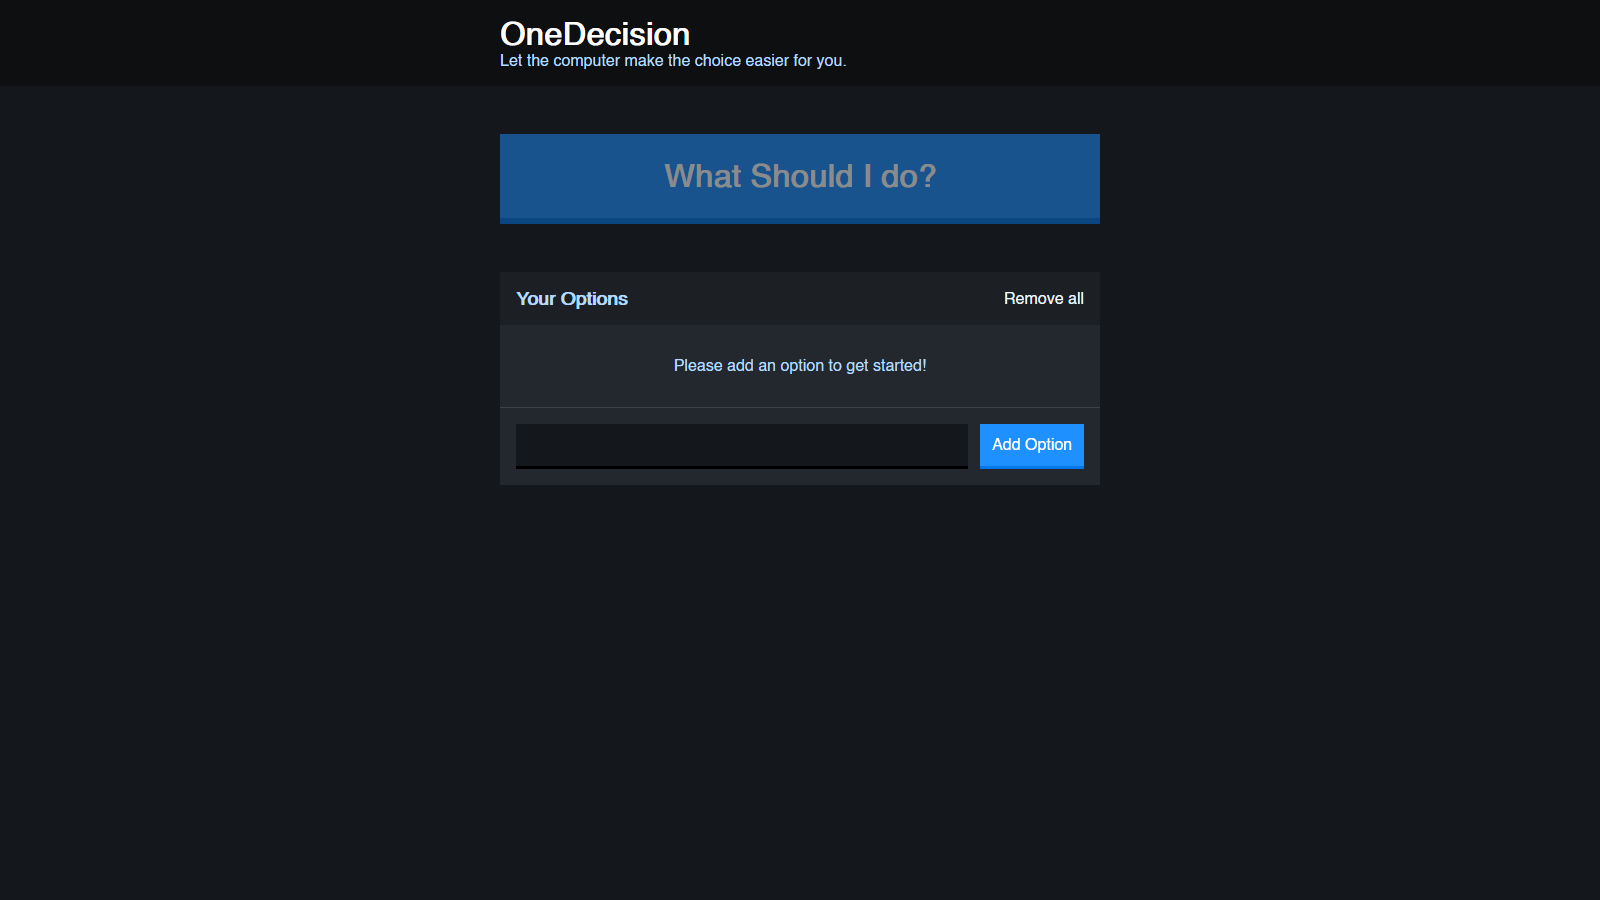 OneDecision
Let the computer make the choice easier for you.
What Should I do?
Your Options
Remove all
Please add an option to get started!
Add Option